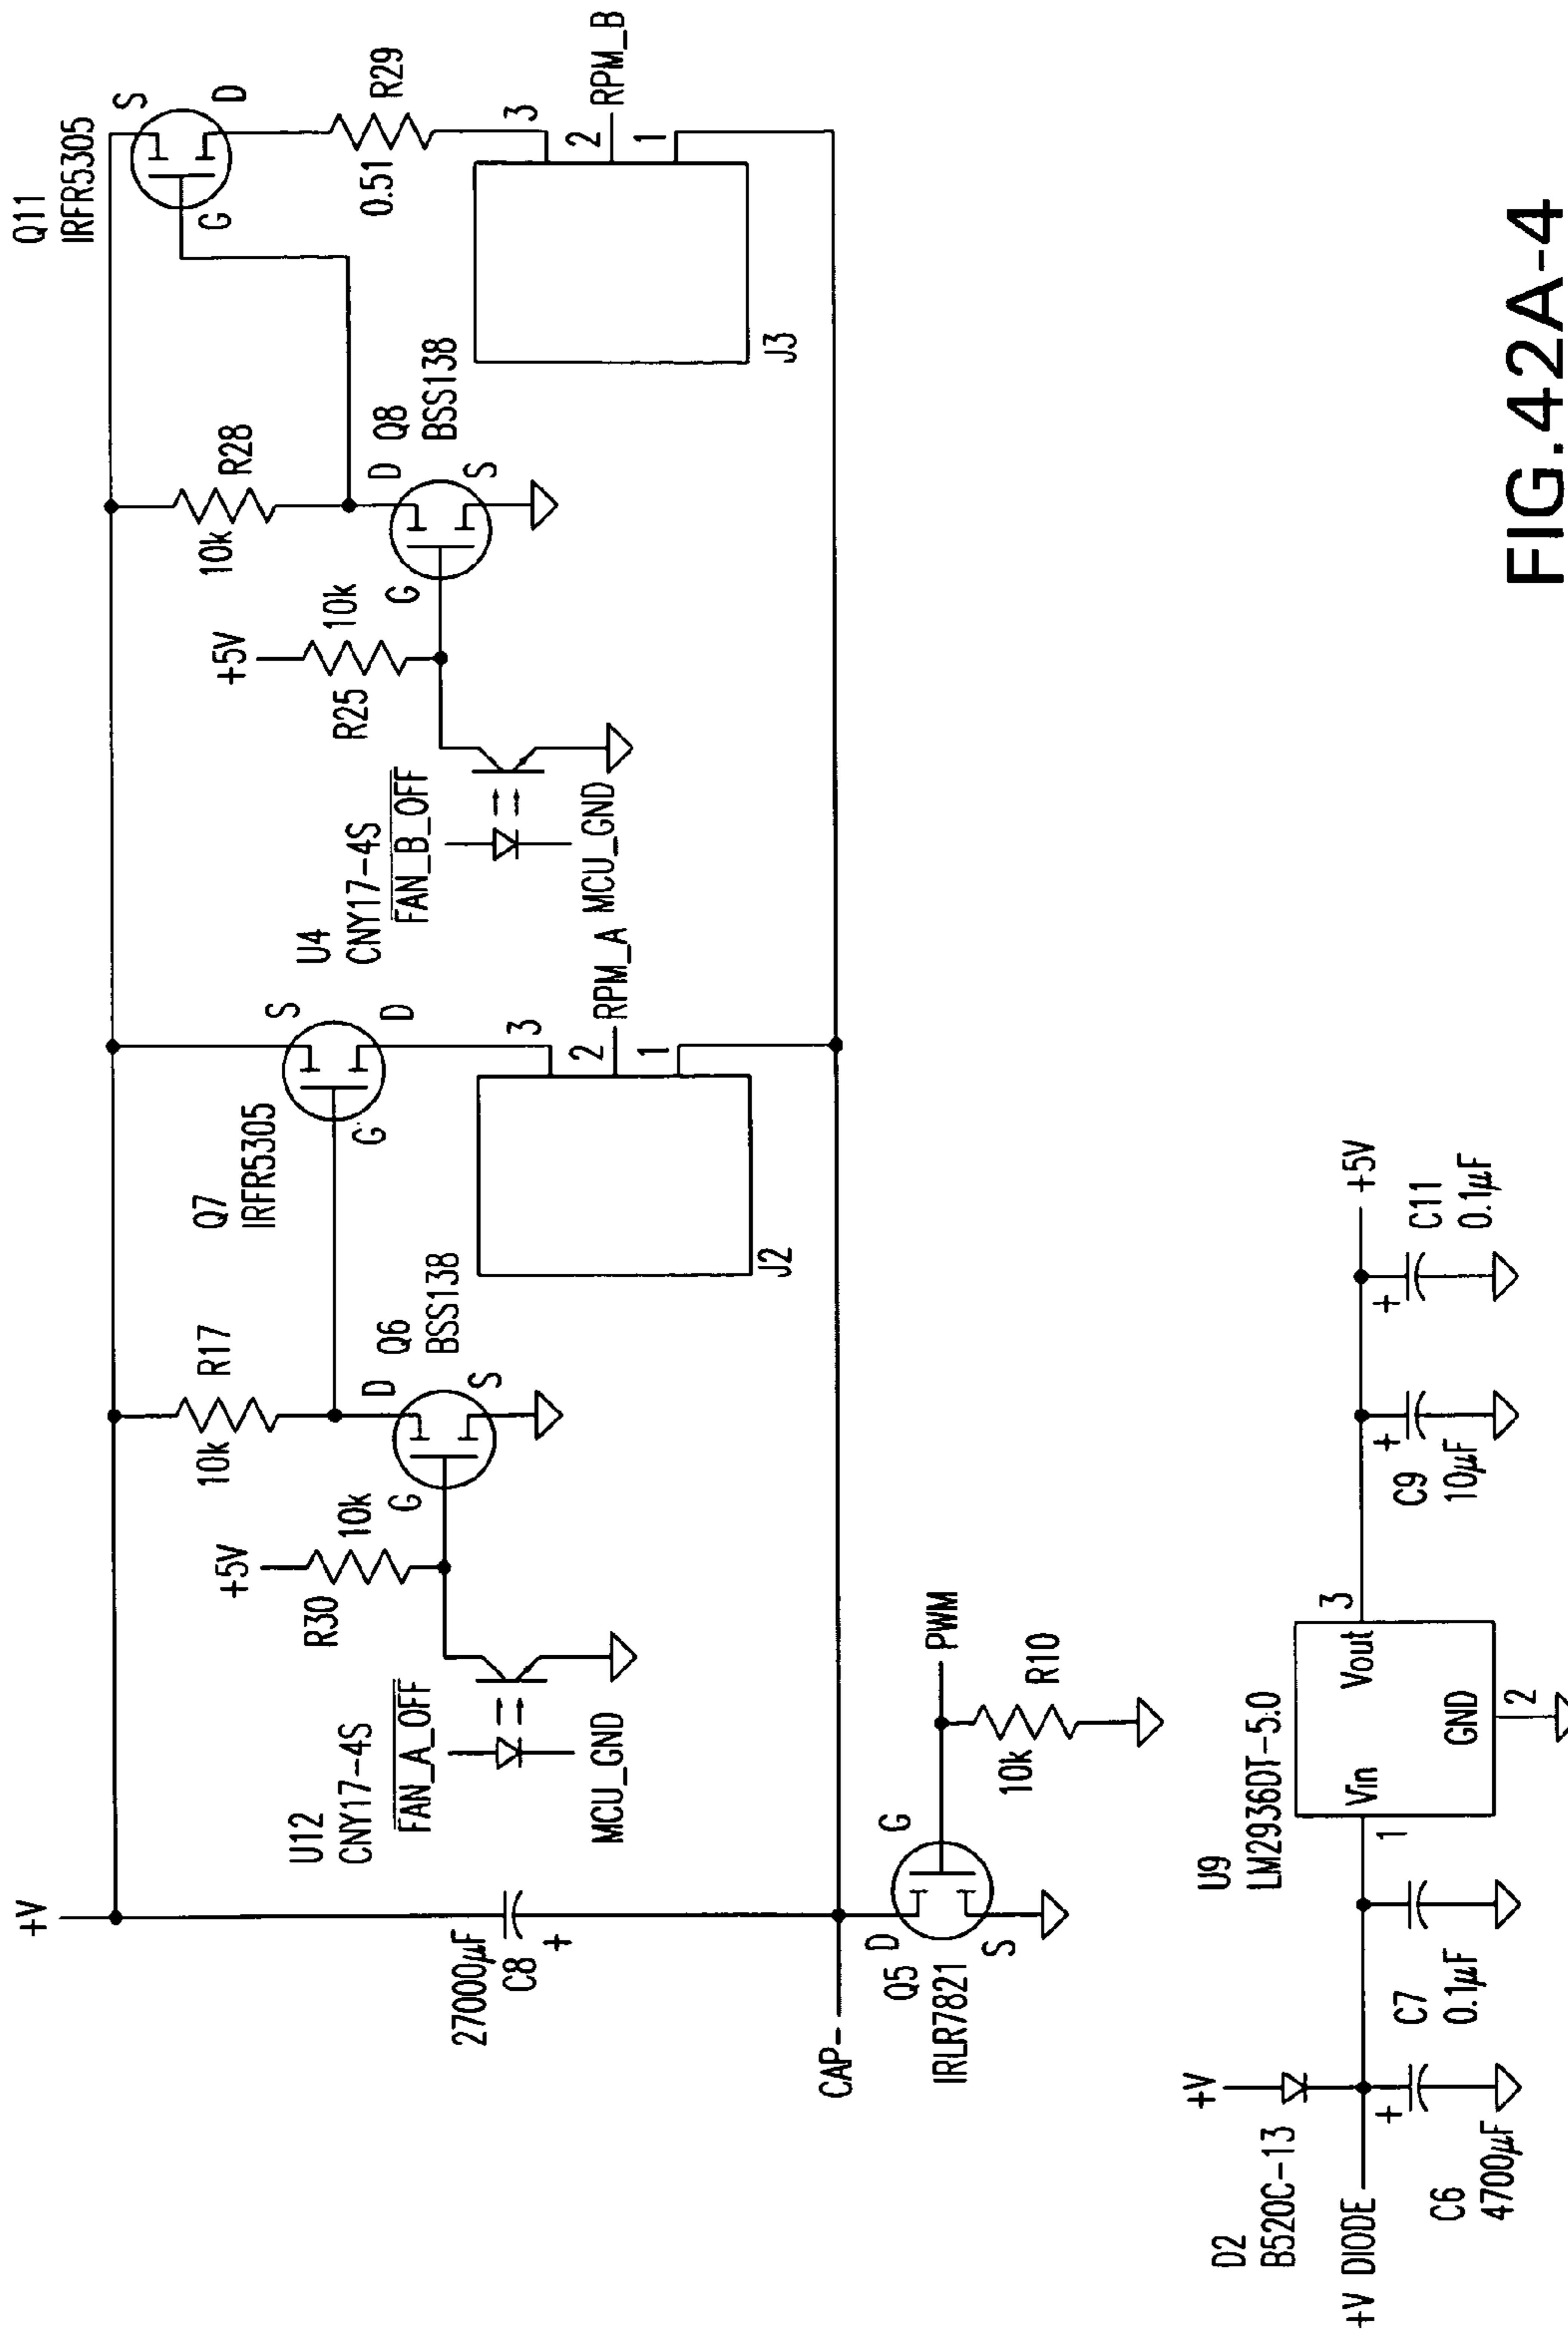 +V
27000µF
C8
+
CAP-
D
G
S
Q5
IRLR7821
PWM
10k
R10
U12
CNY17-4S
FAN_A_OFF
MCU_GND
+5V
R30
10k
G
D
S
Q6
BSS138
10k
R17
Q7
IRFR5305
G
S
D
3
2
1
RPM_A
J2
U4
CNY17-4S
FAN_B_OFF
MCU_GND
+5V
R25
10k
G
D
S
Q8
BSS138
10k
R28
Q11
IRFR5305
G
S
D
0.51
R29
3
2
1
RPM_B
J3
D2
B520C-13
+V
+V DIODE
+
C6
4700µF
C7
0.1µF
U9
LM2936DT-5.0
1
Vin
Vout
GND
3
2
+
C9
10µF
+
C11
0.1µF
+5V
FIG.42A-4